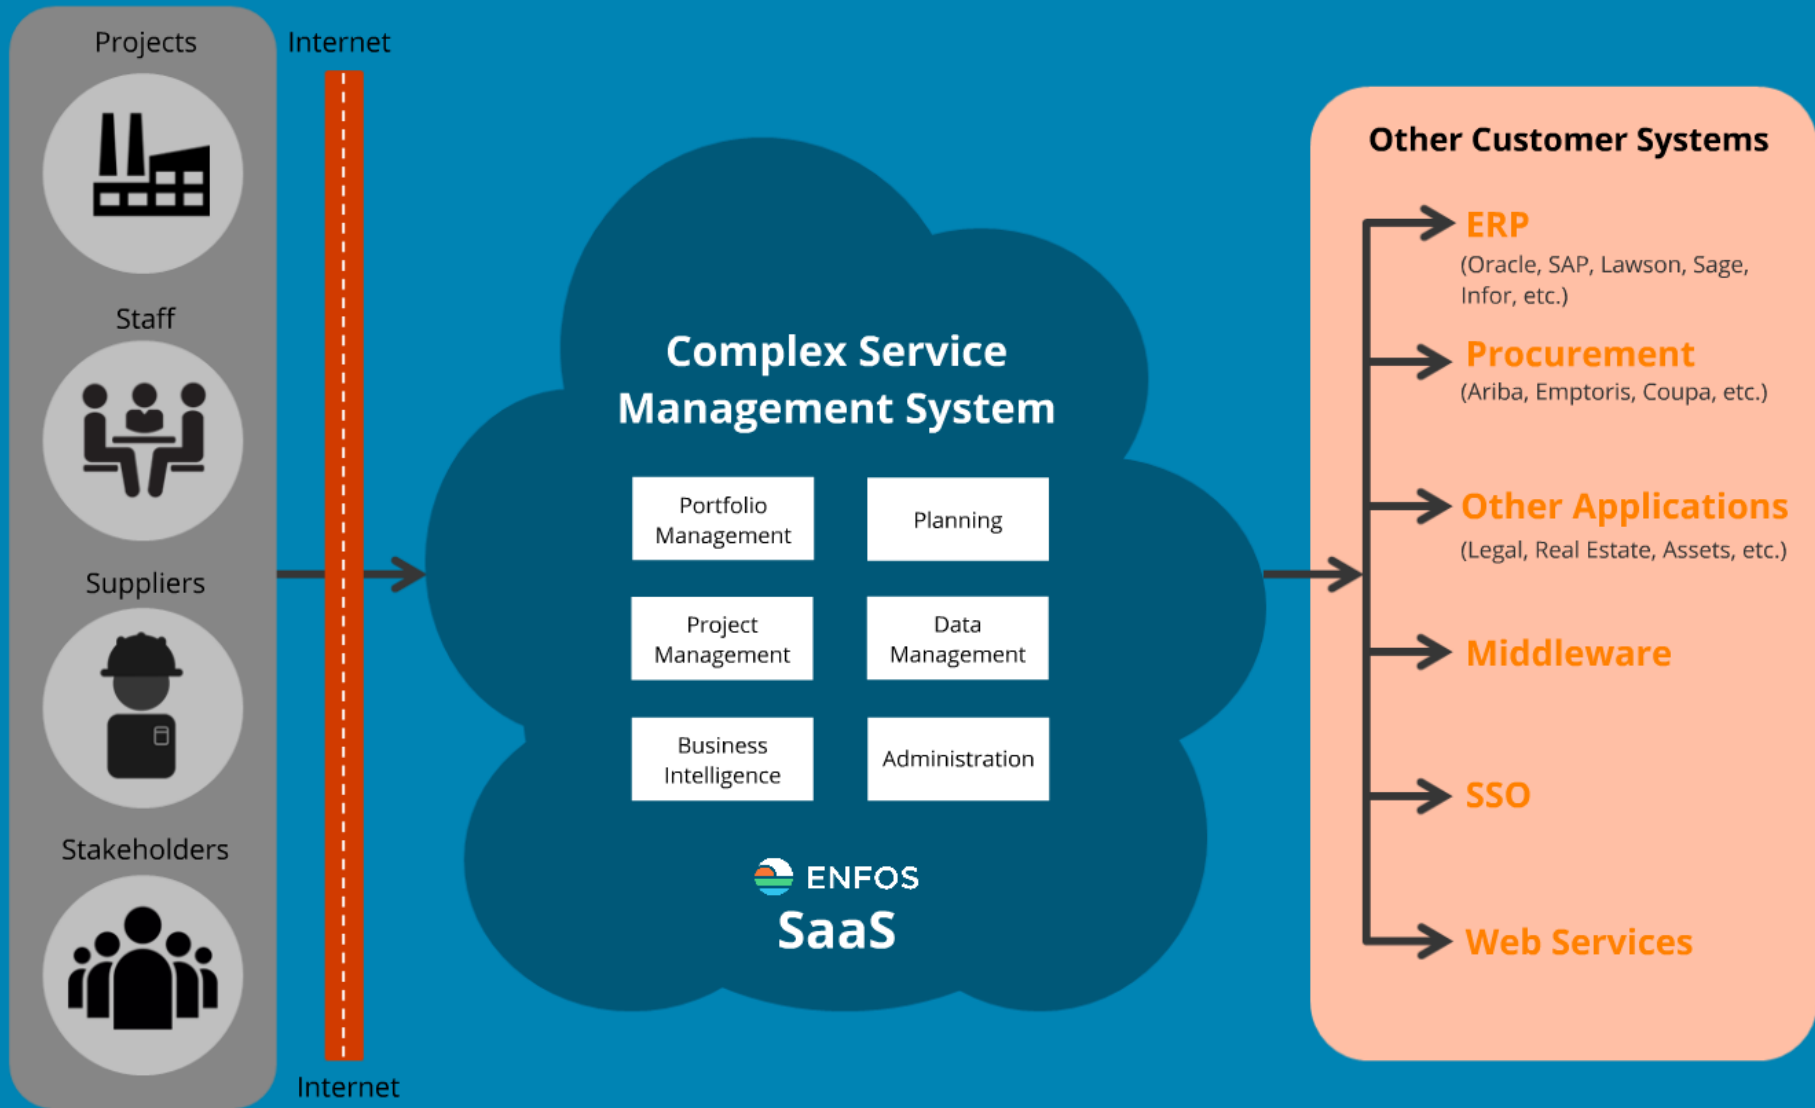 Projects
Internet
Staff
Suppliers
Stakeholders
Internet
Complex Service
Management System
Portfolio
Management
Planning
Project
Management
Data
Management
Business
Intelligence
Administration
ENFOS
SaaS
Other Customer Systems
ERP
(Oracle, SAP, Lawson, Sage,
Infor, etc.)
Procurement
(Ariba, Emptoris, Coupa, etc.)
Other Applications
(Legal, Real Estate, Assets, etc.)
Middleware
SSO
Web Services